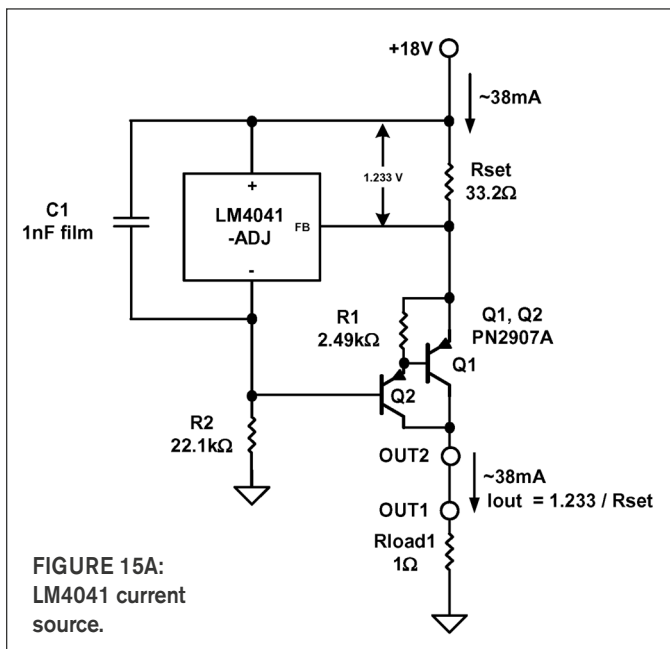 +18V
~38mA
1.233 V
Rset
33.2Ω
C1
1nF film
+
LM4041
-ADJ
FB
-
R1
2.49kΩ
Q1, Q2
PN2907A
Q1
Q2
R2
22.1kΩ
OUT2
~38mA
Iout = 1.233 / Rset
OUT1
Rload1
1Ω
FIGURE 15A:
LM4041 current
source.